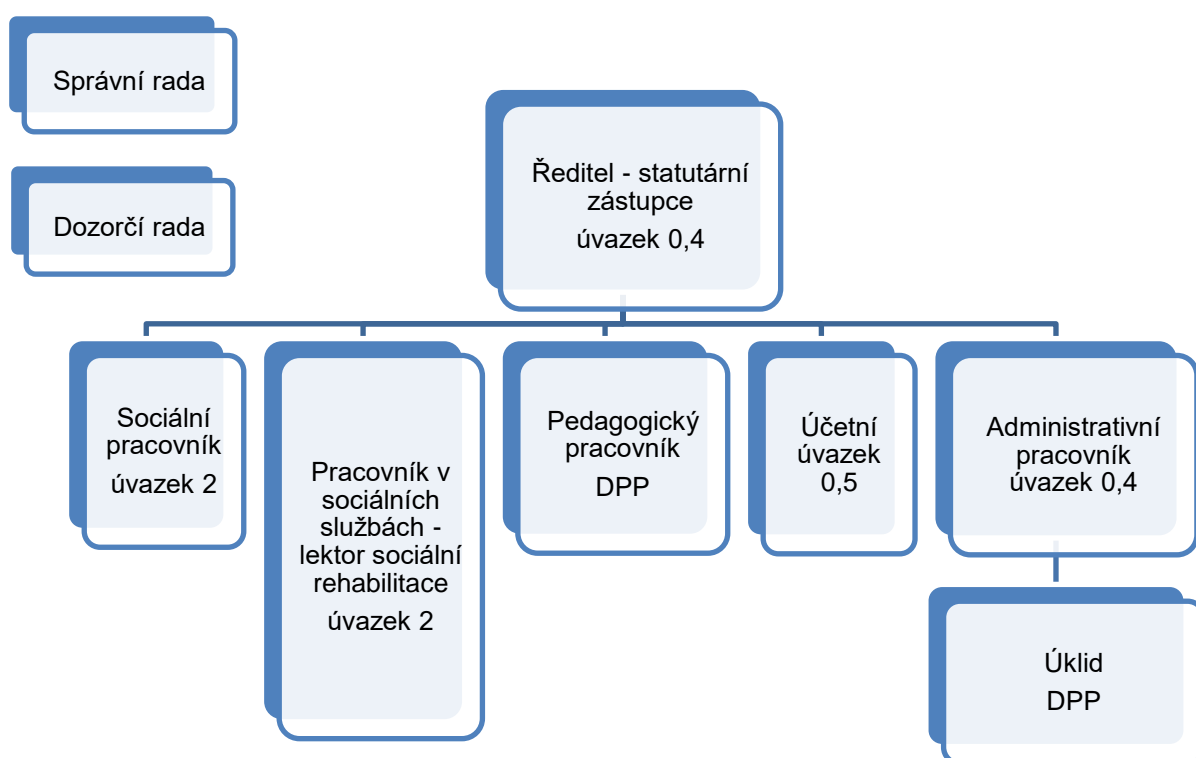 Správní rada
Dozorčí rada
Ředitel - statutární
zástupce
úvazek 0,4
Sociální
pracovník
úvazek 2
Pracovník v
sociálních
službách -
lektor sociální
rehabilitace
úvazek 2
Pedagogický
pracovník
DPP
Účetní
úvazek
0,5
Administrativní
pracovník
úvazek 0,4
Úklid
DPP